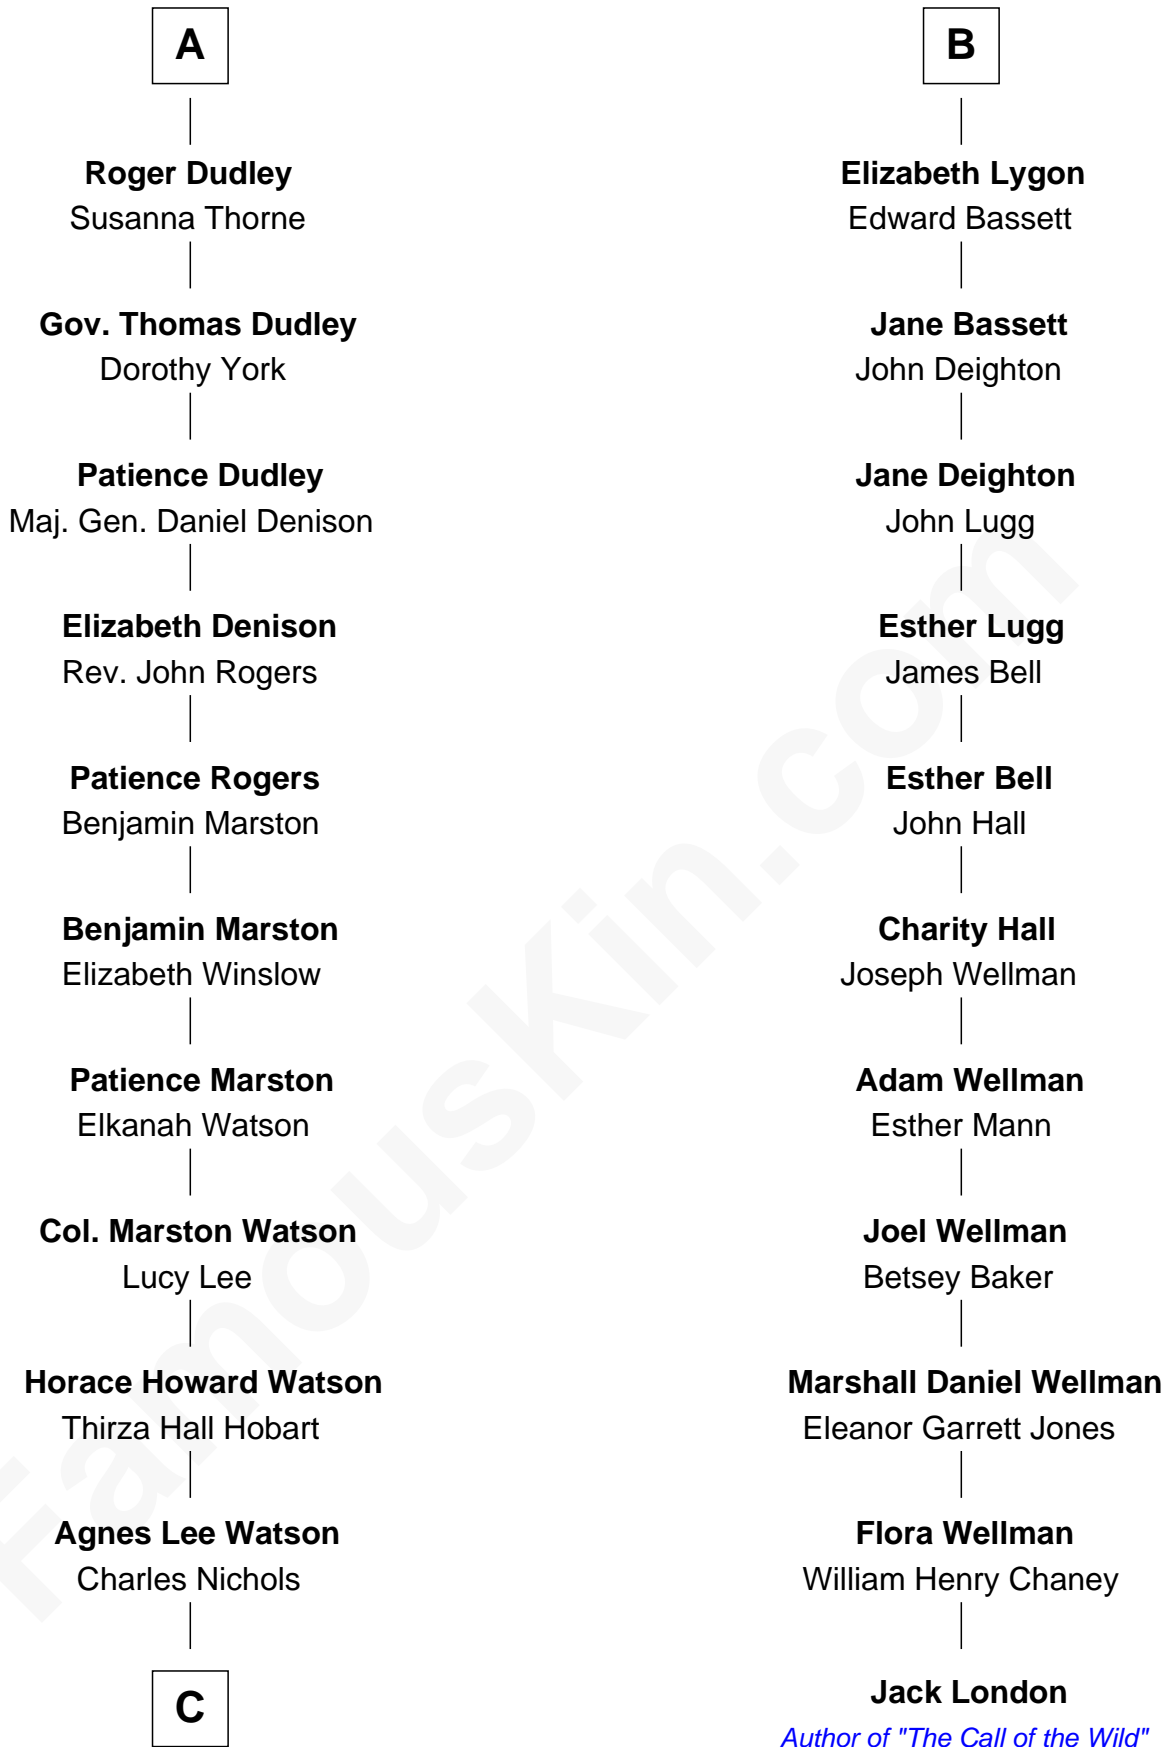 A
Roger Dudley
Susanna Thorne
Gov. Thomas Dudley
Dorothy York
Patience Dudley
Maj. Gen. Daniel Denison
Elizabeth Denison
Rev. John Rogers
Patience Rogers
Benjamin Marston
Benjamin Marston
Elizabeth Winslow
Patience Marston
Elkanah Watson
Col. Marston Watson
Lucy Lee
Horace Howard Watson
Thirza Hall Hobart
Agnes Lee Watson
Charles Nichols
C
B
Elizabeth Lygon
Edward Bassett
Jane Bassett
John Deighton
Jane Deighton
John Lugg
Esther Lugg
James Bell
Esther Bell
John Hall
Charity Hall
Joseph Wellman
Adam Wellman
Esther Mann
Joel Wellman
Betsey Baker
Marshall Daniel Wellman
Eleanor Garrett Jones
Flora Wellman
William Henry Chaney
Jack London
Author of "The Call of the Wild"
FamousKin.com